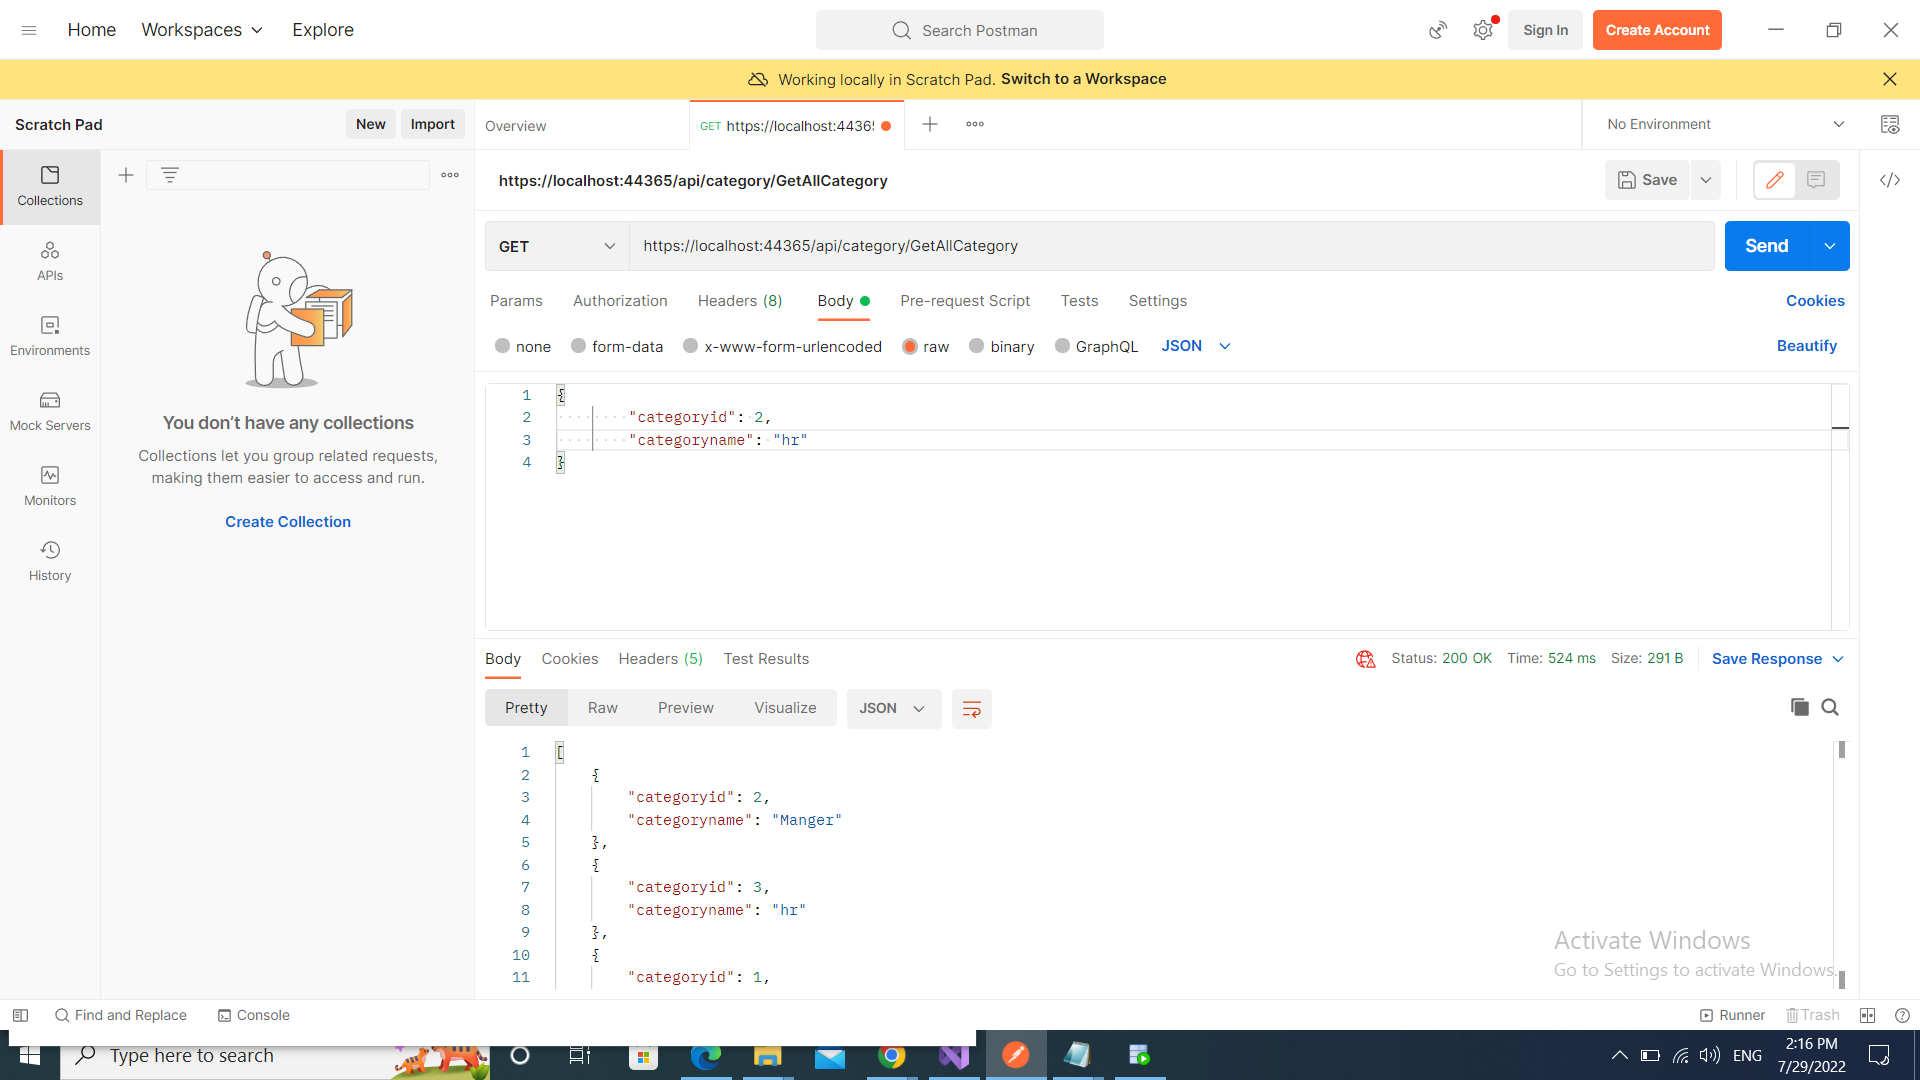 Home Workspaces Explore Search Postman Sign In Create Account
Working locally in Scratch Pad. Switch to a Workspace
Scratch Pad New Import Overview GET https://localhost:4436! No Environment
Collections
APIs
Environments
Mock Servers
Monitors
History
You don’t have any collections
Collections let you group related requests,
making them easier to access and run.
Create Collection
https://localhost:44365/api/category/GetAllCategory Save
GET https://localhost:44365/api/category/GetAllCategory Send
Params Authorization Headers (8) Body Pre-request Script Tests Settings Cookies
none form-data x-www-form-urlencoded raw binary GraphQL JSON Beautify
1 {
2 "categoryid": 2,
3 "categoryname": "hr"
4 }
Body Cookies Headers (5) Test Results Status: 200 OK Time: 524 ms Size: 291 B Save Response
Pretty Raw Preview Visualize JSON
1 [
2 {
3 "categoryid": 2,
4 "categoryname": "Manger"
5 },
6 {
7 "categoryid": 3,
8 "categoryname": "hr"
9 },
10 {
11 "categoryid": 1,
Activate Windows
Go to Settings to activate Windows.
Find and Replace Console Runner Trash
Type here to search ENG 2:16 PM
7/29/2022